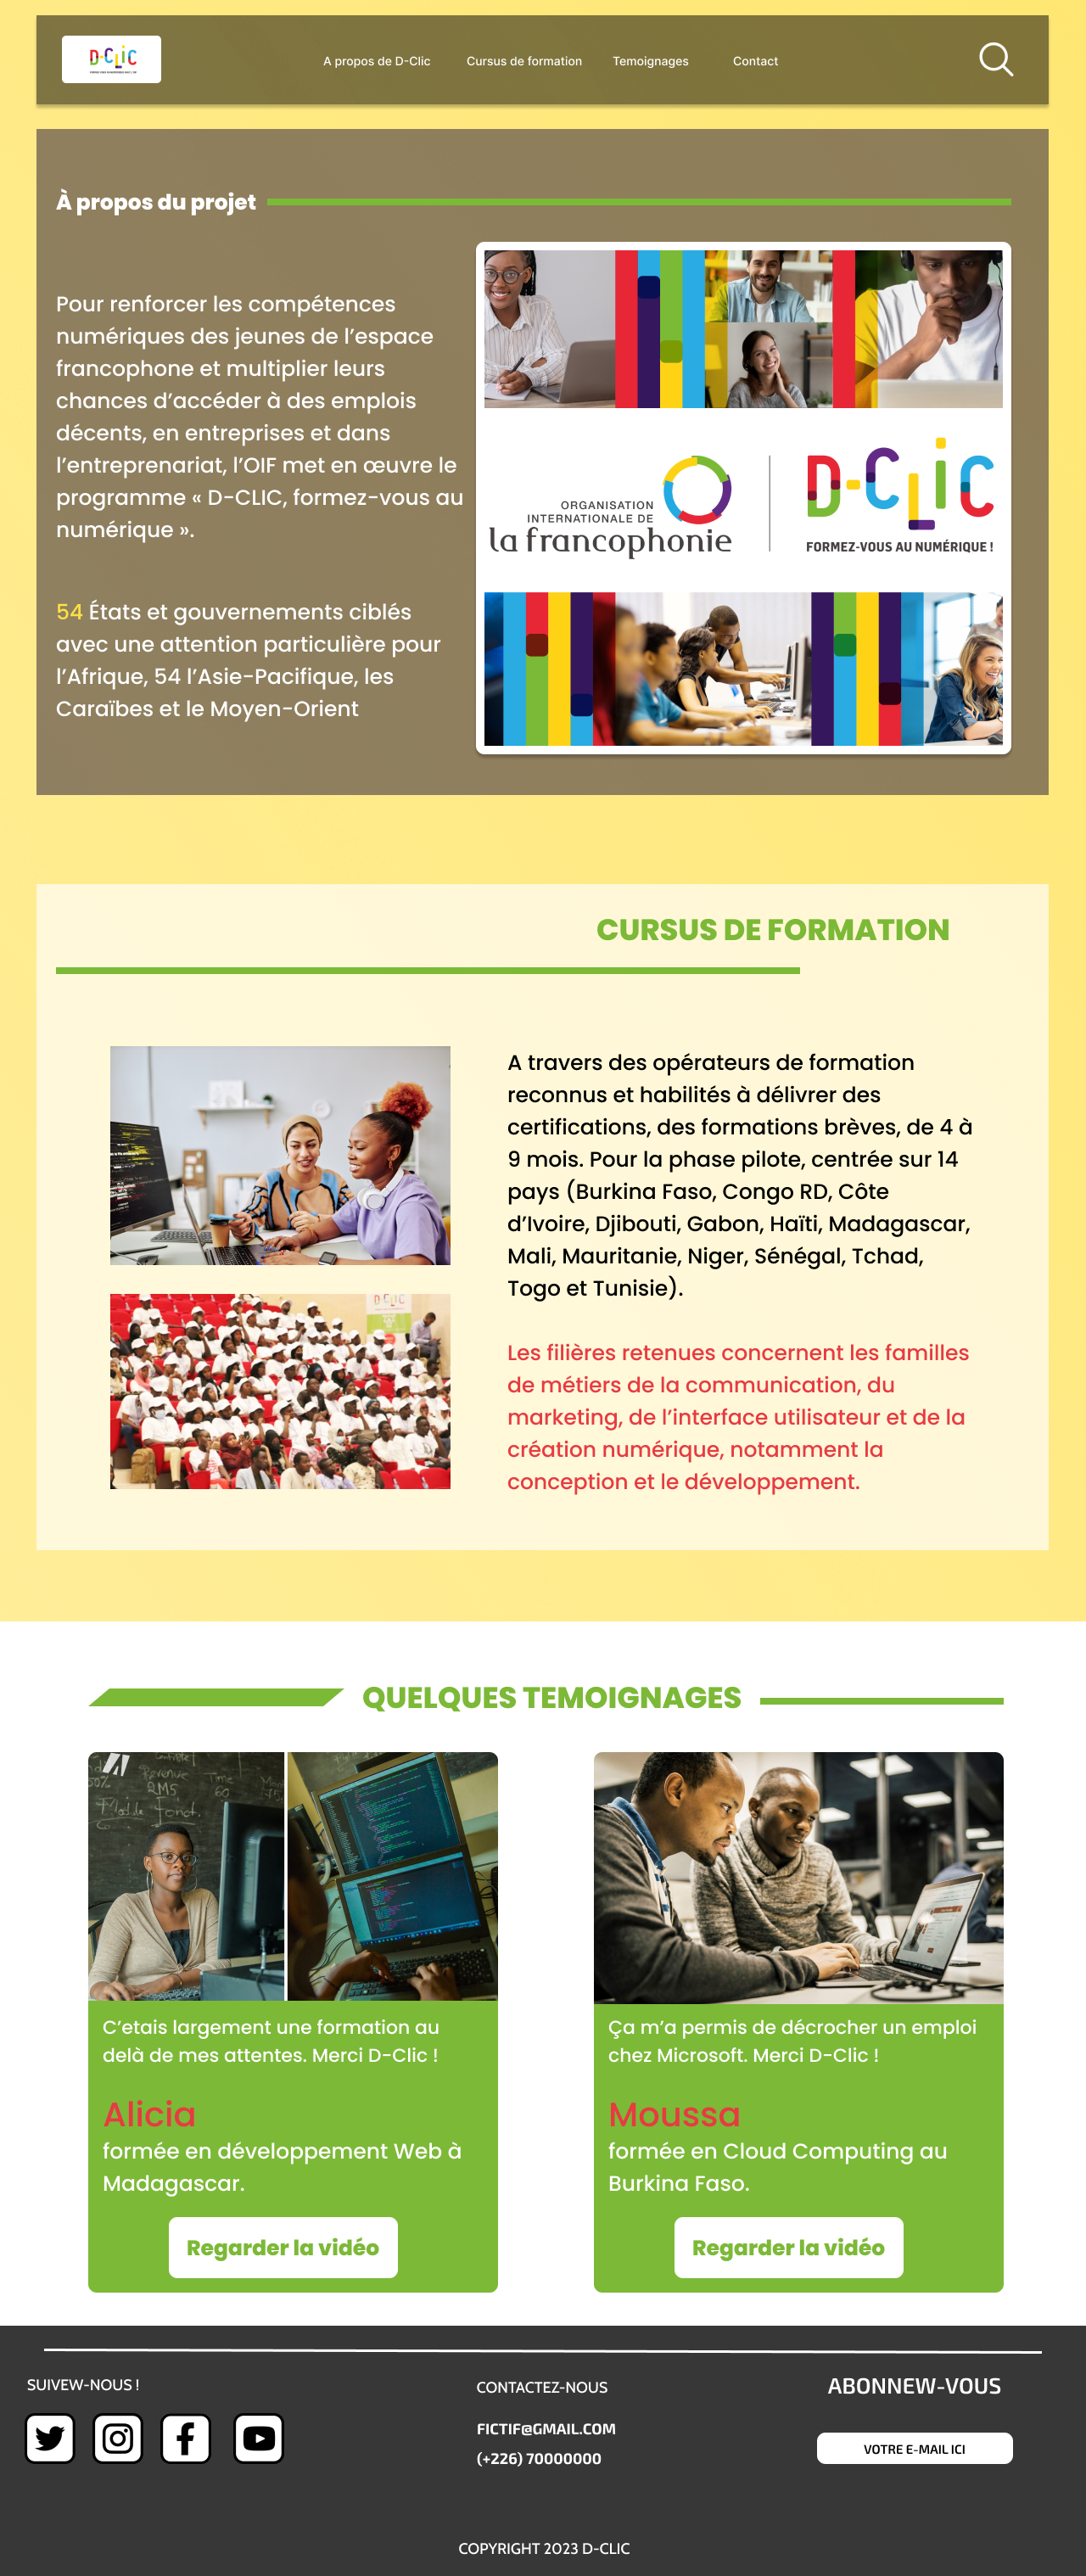 D-CLiC
A propos de D-Clic
Cursus de formation
Temoignages
Contact
À propos du projet
Pour renforcer les compétences
numériques des jeunes de l’espace
francophone et multiplier leurs
chances d’accéder à des emplois
décents, en entreprises et dans
l’entreprenariat, l’OIF met en œuvre le
programme « D-CLIC, formez-vous au
numérique ».
54 États et gouvernements ciblés
avec une attention particulière pour
l’Afrique, 54 l’Asie-Pacifique, les
Caraïbes et le Moyen-Orient
ORGANISATION
INTERNATIONALE DE
la francophonie
D-CLiC
FORMEZ-VOUS AU NUMÉRIQUE !
CURSUS DE FORMATION
A travers des opérateurs de formation
reconnus et habilités à délivrer des
certifications, des formations brèves, de 4 à
9 mois. Pour la phase pilote, centrée sur 14
pays (Burkina Faso, Congo RD, Côte
d’Ivoire, Djibouti, Gabon, Haïti, Madagascar,
Mali, Mauritanie, Niger, Sénégal, Tchad,
Togo et Tunisie).
Les filières retenues concernent les familles
de métiers de la communication, du
marketing, de l’interface utilisateur et de la
création numérique, notamment la
conception et le développement.
D-CLiC
QUELQUES TEMOIGNAGES
Revenue
RMS
Time
60
C’etais largement une formation au
delà de mes attentes. Merci D-Clic !
Alicia
formée en développement Web à
Madagascar.
Regarder la vidéo
Ça m’a permis de décrocher un emploi
chez Microsoft. Merci D-Clic !
Moussa
formée en Cloud Computing au
Burkina Faso.
Regarder la vidéo
SUIVEW-NOUS !
CONTACTEZ-NOUS
FICTIF@GMAIL.COM
(+226) 70000000
ABONNEW-VOUS
VOTRE E-MAIL ICI
COPYRIGHT 2023 D-CLIC